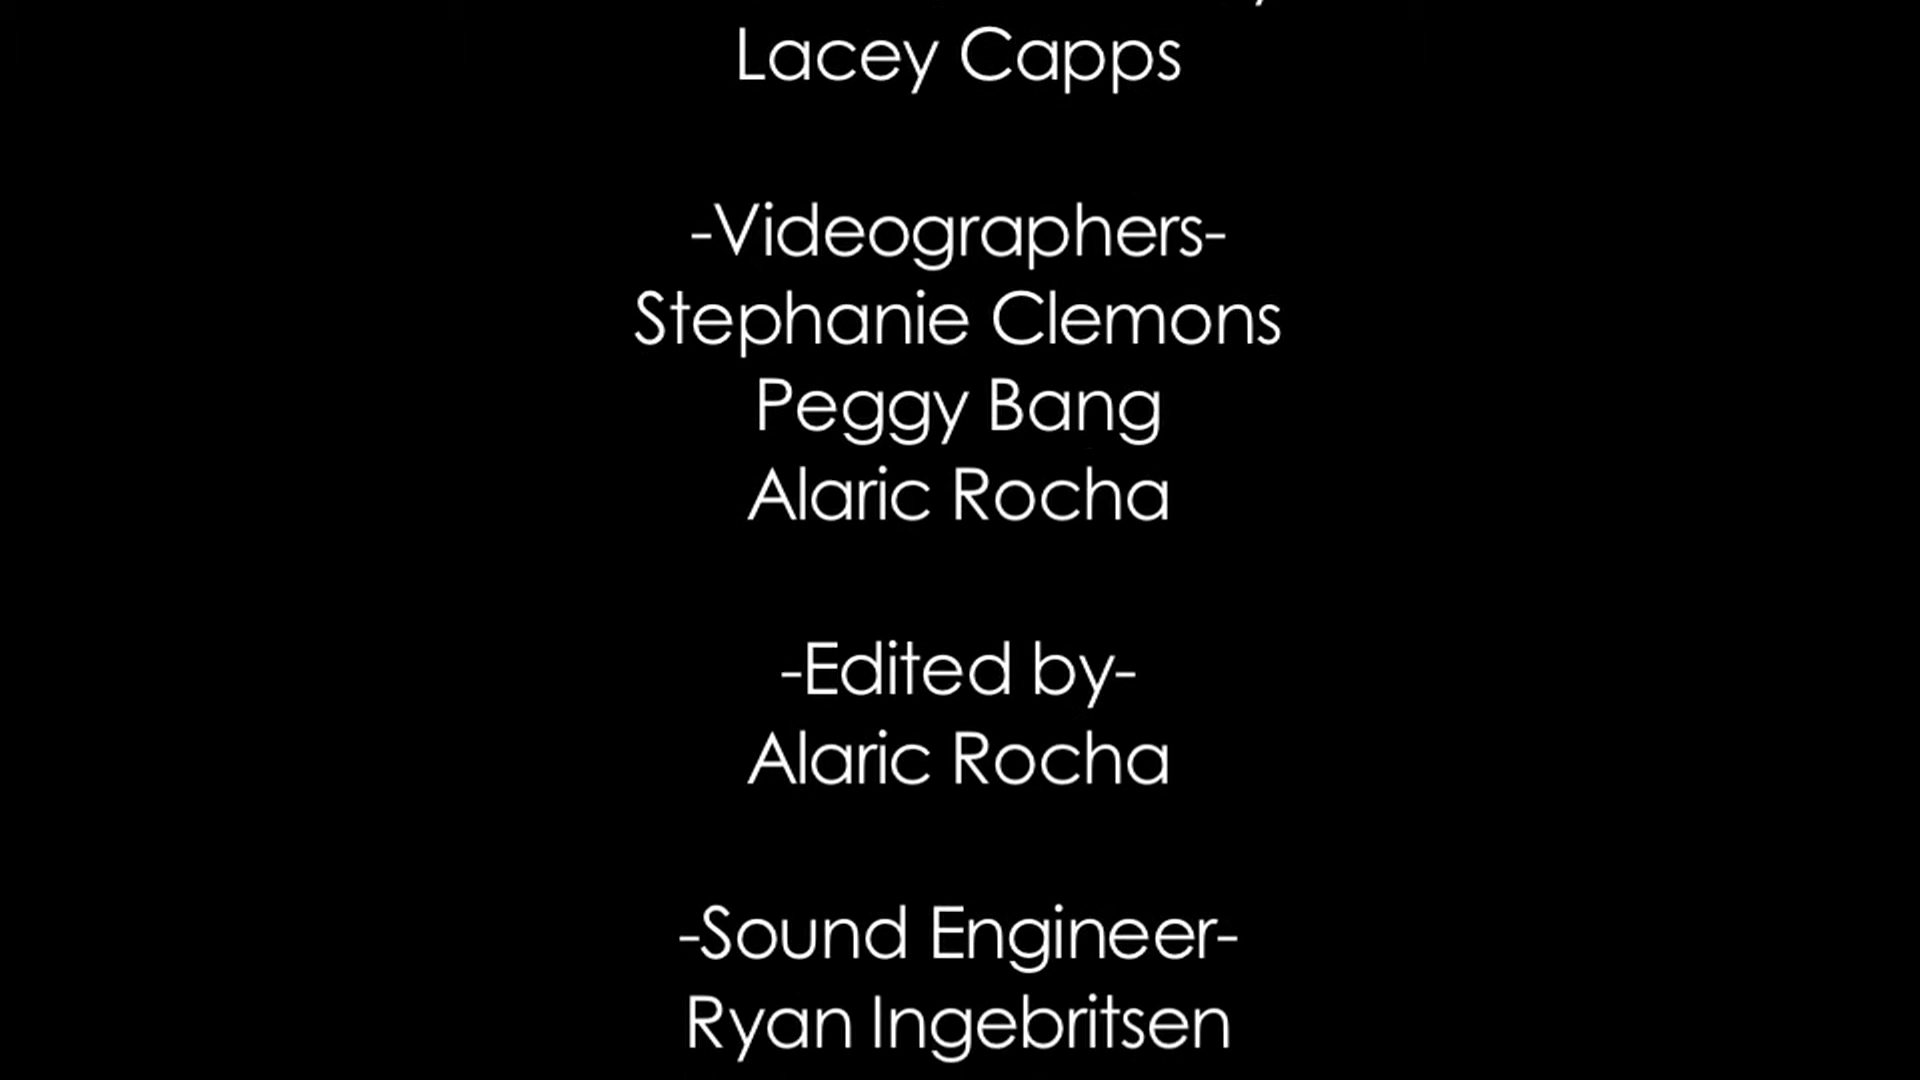 Lacey Capps
-Videographers-
Stephanie Clemons
Peggy Bang
Alaric Rocha
-Edited by-
Alaric Rocha
-Sound Engineer-
Ryan Ingebritsen